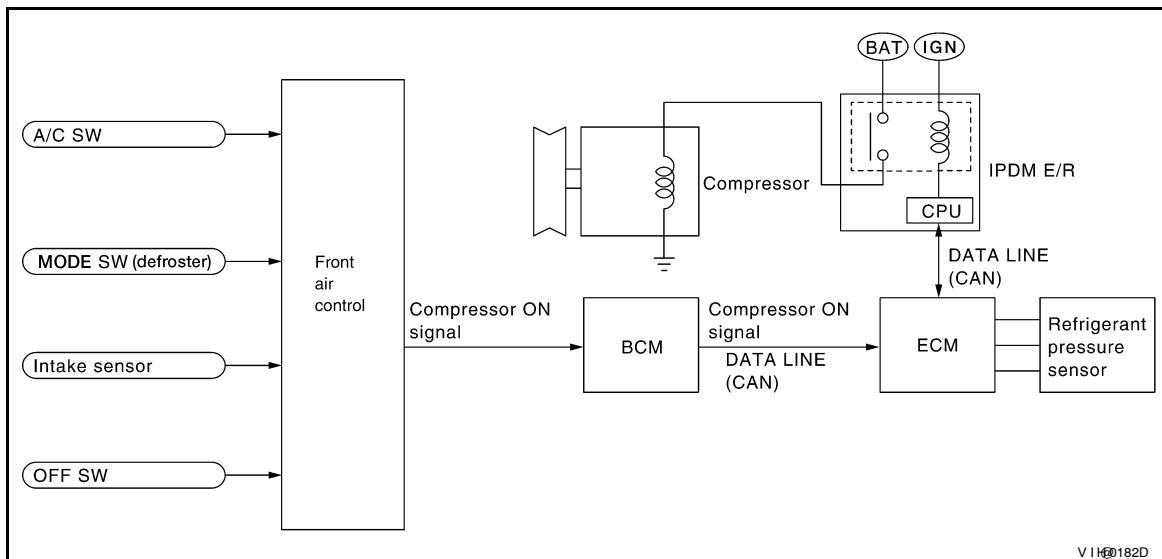 BAT
IGN
A/C SW
Compressor
IPDM E/R
CPU
MODE SW (defroster)
Front
air
control
DATA LINE
(CAN)
Compressor ON
signal
BCM
Compressor ON
signal
DATA LINE
(CAN)
ECM
Refrigerant
pressure
sensor
Intake sensor
OFF SW